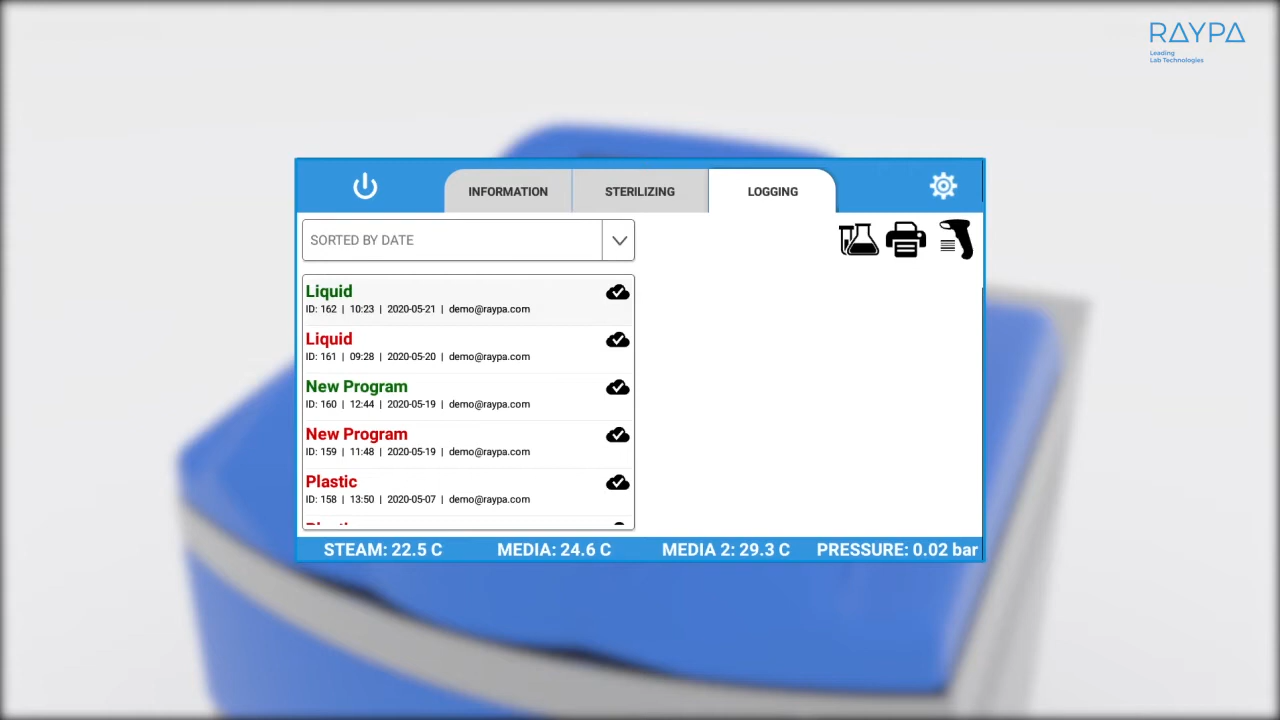 RAYPA
Leading
Lab Technologies
INFORMATION
STERILIZING
LOGGING
SORTED BY DATE
Liquid
ID: 162 | 10:23 | 2020-05-21 | demo@raypa.com
Liquid
ID: 161 | 09:28 | 2020-05-20 | demo@raypa.com
New Program
ID: 160 | 12:44 | 2020-05-19 | demo@raypa.com
New Program
ID: 159 | 11:48 | 2020-05-19 | demo@raypa.com
Plastic
ID: 158 | 13:50 | 2020-05-07 | demo@raypa.com
STEAM: 22.5 C MEDIA: 24.6 C MEDIA 2: 29.3 C PRESSURE: 0.02 bar